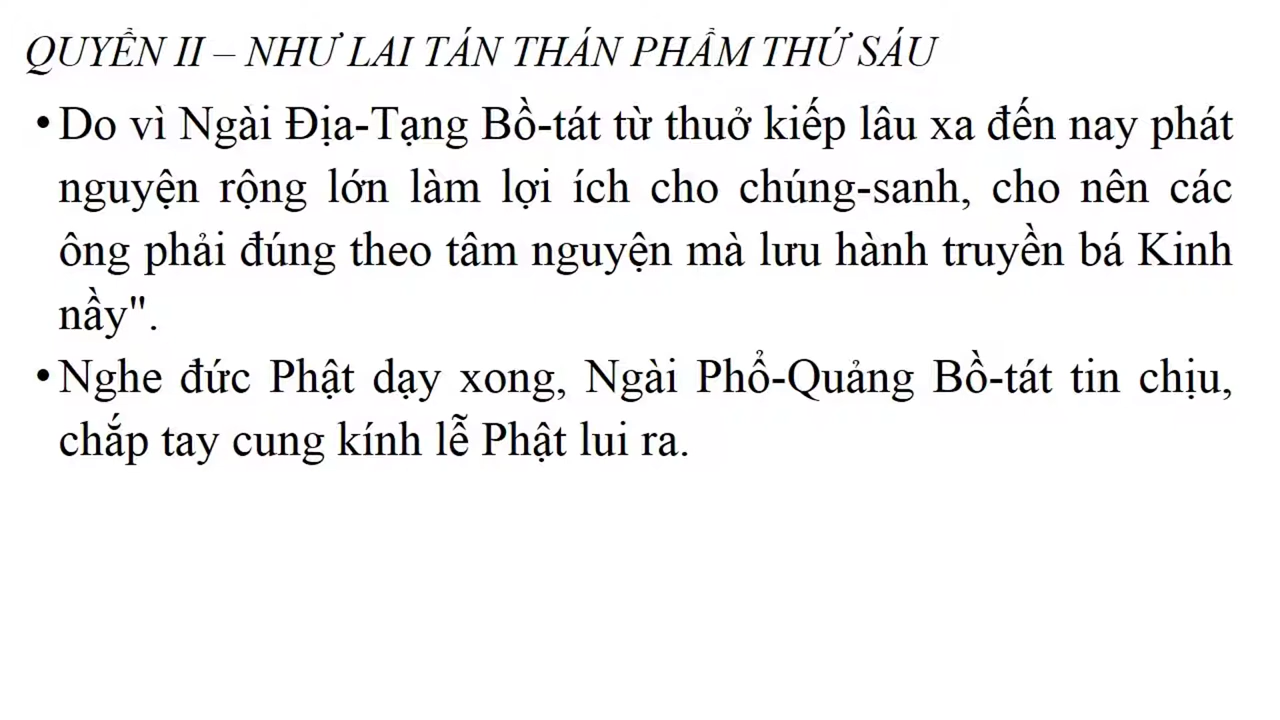 QUYỂN II – NHƯ LAI TÁN THÁN PHẨM THỨ SÁU
•Do vì Ngài Địa-Tạng Bồ-tát từ thuở kiếp lâu xa đến nay phát
nguyện rộng lớn làm lợi ích cho chúng-sanh, cho nên các
ông phải đúng theo tâm nguyện mà lưu hành truyền bá Kinh
nầy".
•Nghe đức Phật dạy xong, Ngài Phổ-Quảng Bồ-tát tin chịu,
chắp tay cung kính lễ Phật lui ra.